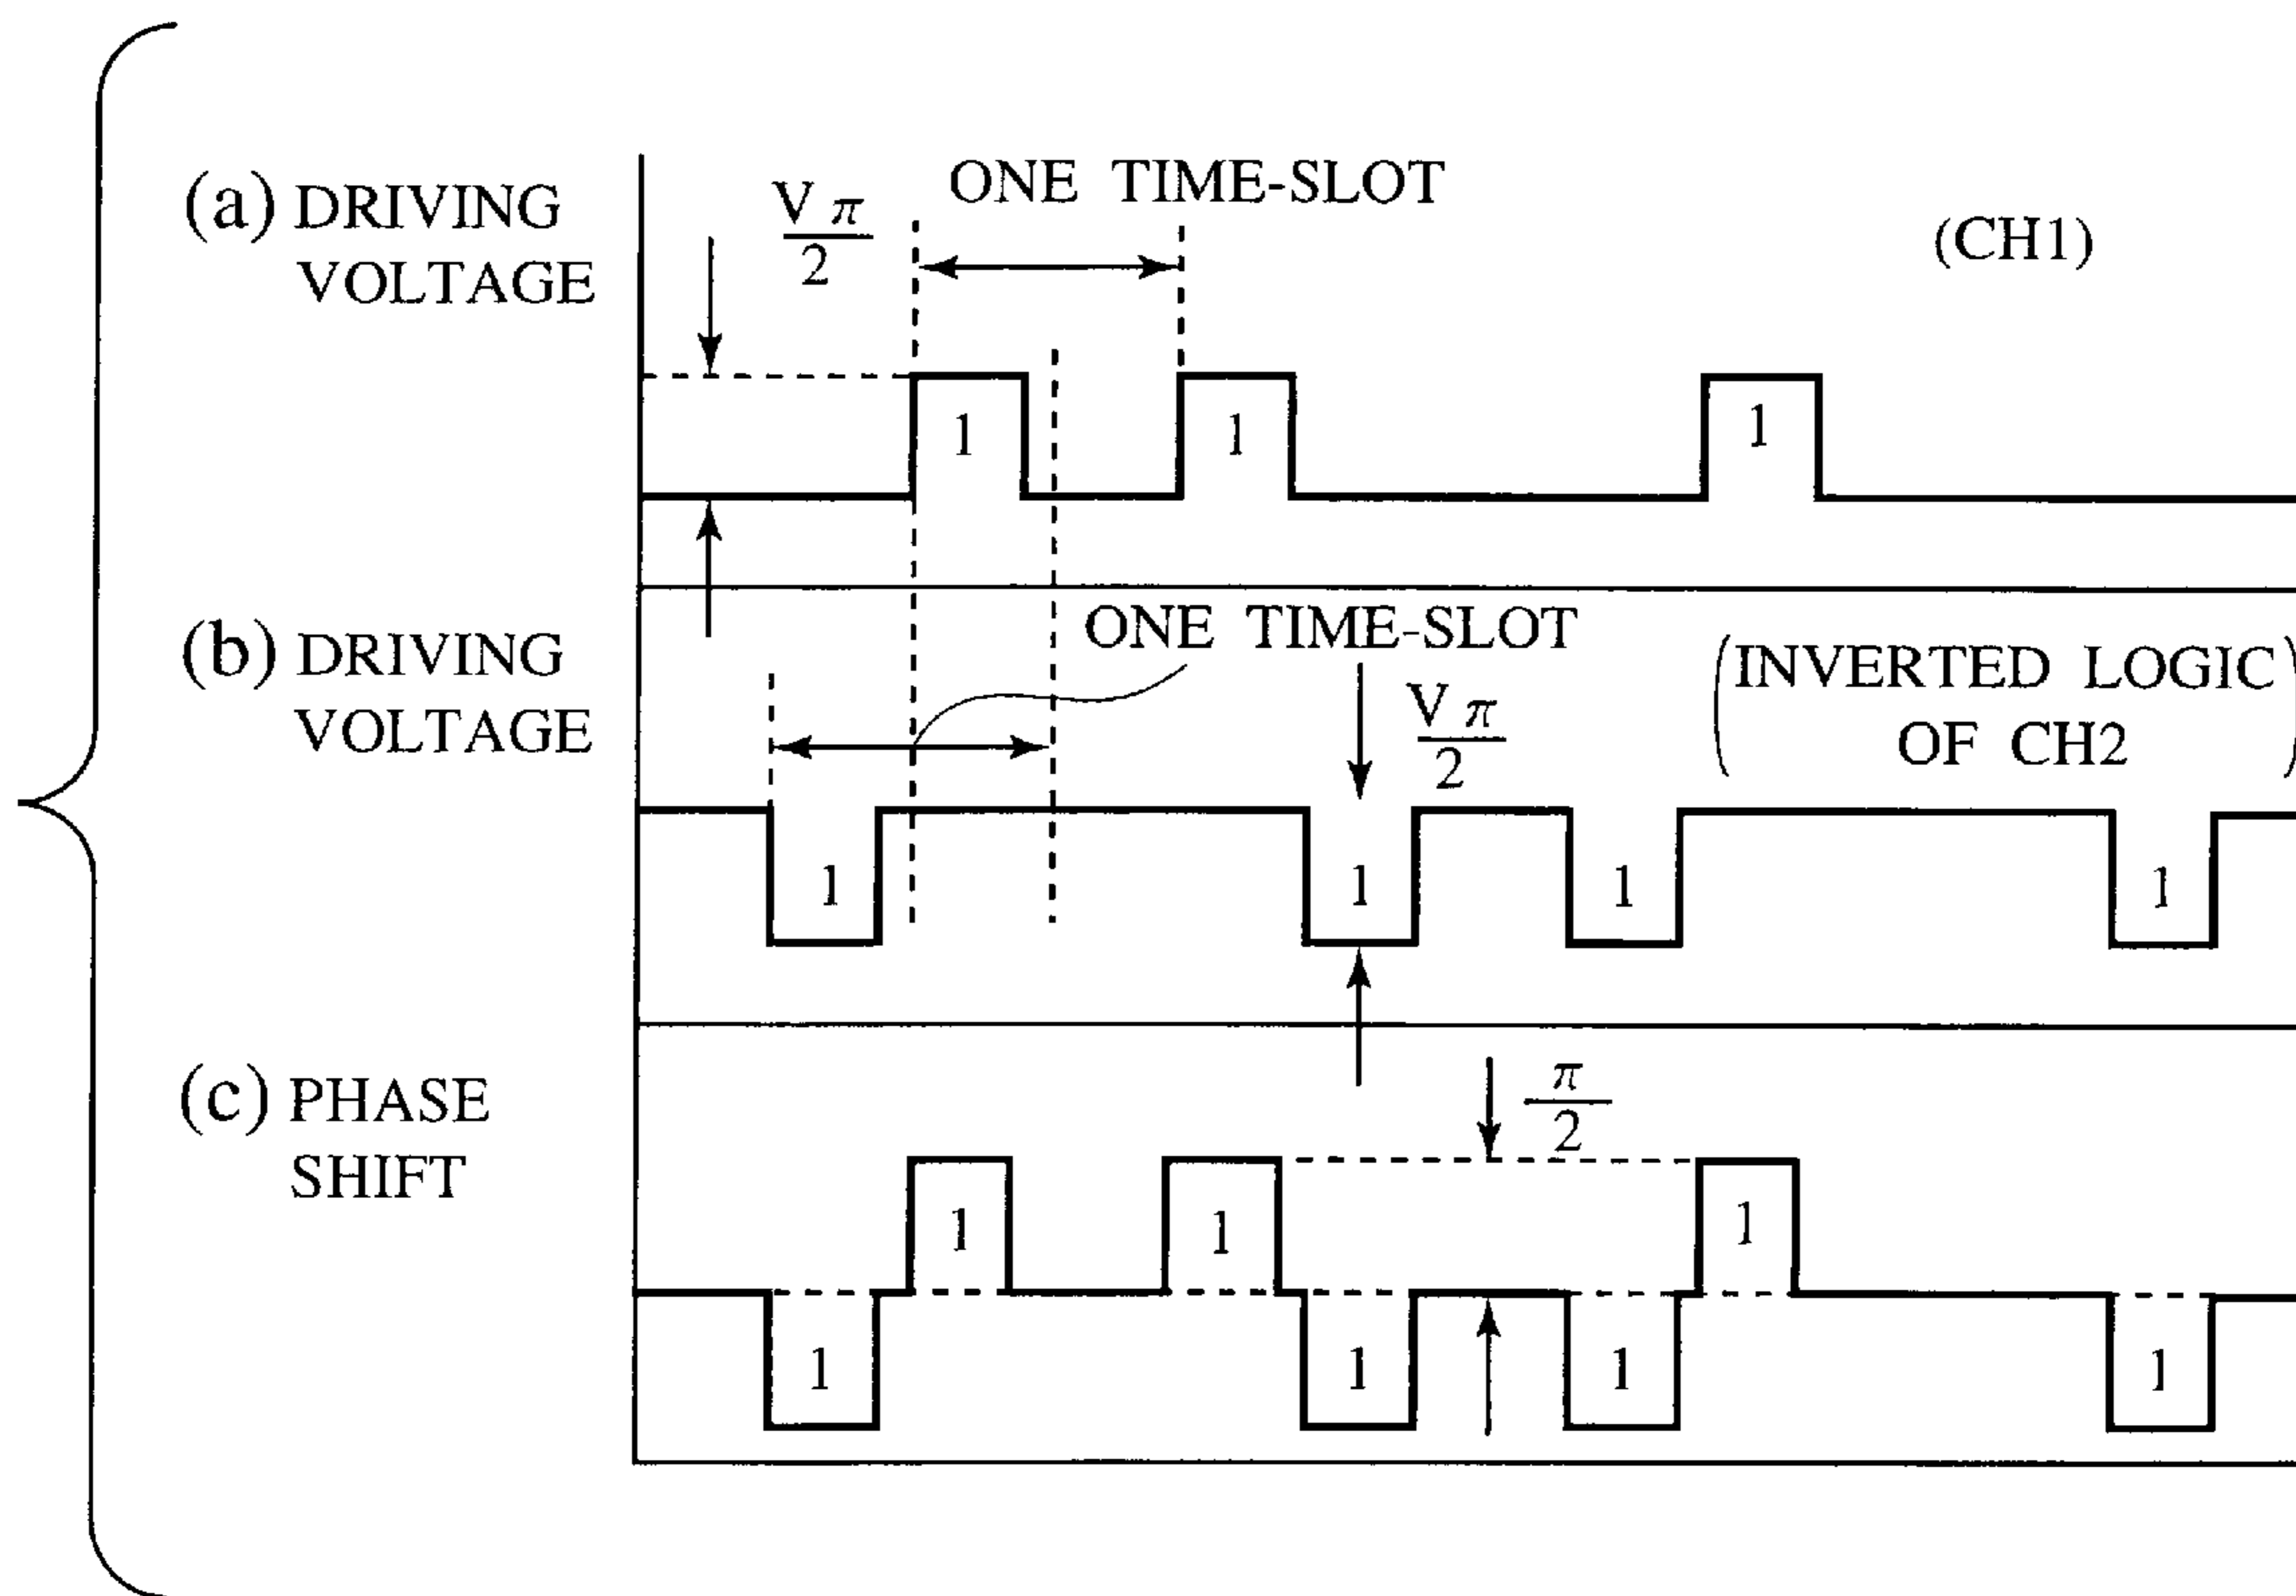 (a) DRIVING
VOLTAGE
Vπ
2
ONE TIME-SLOT
(CH1)
1 1 1
(b) DRIVING
VOLTAGE
ONE TIME-SLOT
Vπ
2
(INVERTED LOGIC
OF CH2)
1 1 1 1
(c) PHASE
SHIFT
π
2
1 1 1
1 1 1 1